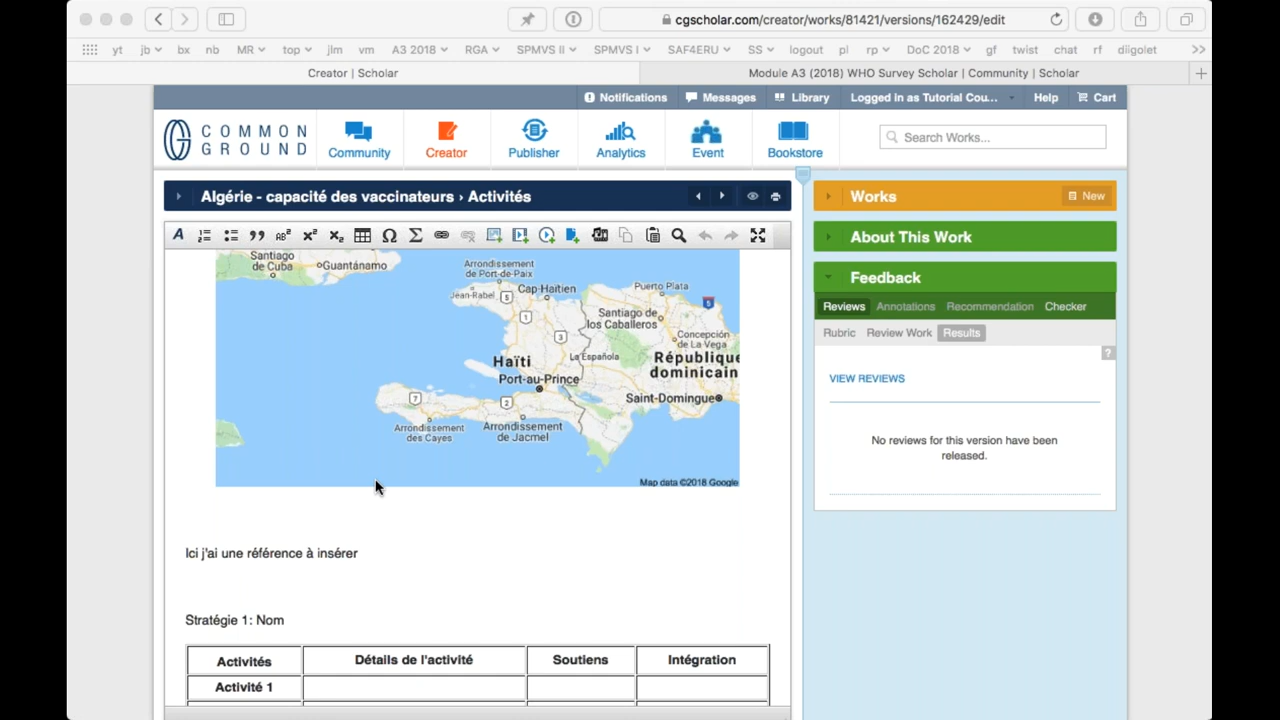 cgscholar.com/creator/works/81421/versions/162429/edit
yt jb bx nb MR top jlm vm A3 2018 RGA SPMVS II SPMVS I SAF4ERU SS logout pl rp DoC 2018 gf twist chat rf diigolet >>
Creator | Scholar
Module A3 (2018) WHO Survey Scholar | Community | Scholar
Notifications Messages Library Logged in as Tutorial Cou... Help Cart
COMMON GROUND
Community Creator Publisher Analytics Event Bookstore
Search Works...
Algérie - capacité des vaccinateurs › Activités
Works
New
About This Work
Feedback
Reviews Annotations Recommendation Checker
Rubric Review Work Results
?
VIEW REVIEWS
No reviews for this version have been
released.
Santiago
de Cuba
Guantánamo
Arrondissement
de Port-de-Paix
Jean-Rabel
5
Cap-Haïtien
Puerto Plata
5
1
Santiago de
los Caballeros
3
Concepción
de La Vega
Haïti
La Española
République
dominicain
Port-au-Prince
7
2
Saint-Domingue
Arrondissement
des Cayes
Arrondissement
de Jacmel
Map data ©2018 Google
Ici j'ai une référence à insérer
Stratégie 1: Nom
Activités Détails de l'activité Soutiens Intégration
Activité 1